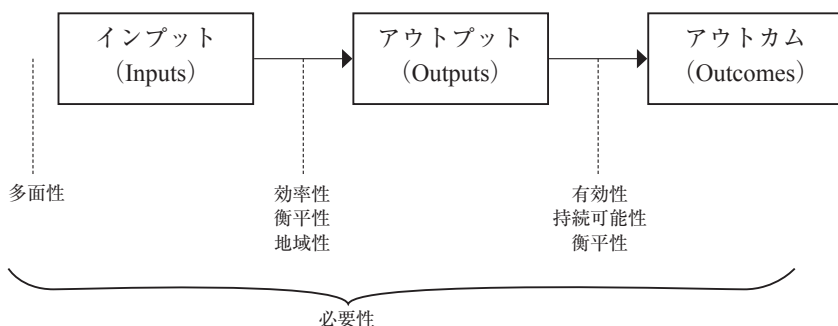 インプット
(Inputs)
アウトプット
(Outputs)
アウトカム
(Outcomes)
多面性
効率性
衡平性
地域性
有効性
持続可能性
衡平性
必要性